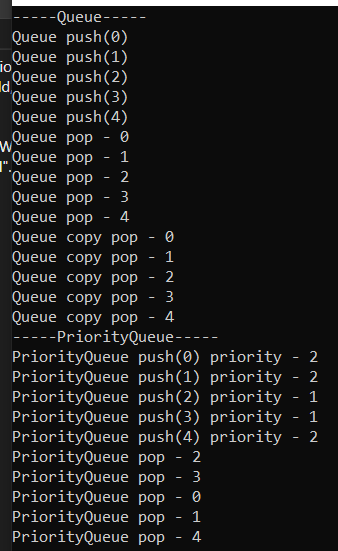 -----Queue-----
Queue push(0)
Queue push(1)
Queue push(2)
Queue push(3)
Queue push(4)
Queue pop - 0
Queue pop - 1
Queue pop - 2
Queue pop - 3
Queue pop - 4
Queue copy pop - 0
Queue copy pop - 1
Queue copy pop - 2
Queue copy pop - 3
Queue copy pop - 4
-----PriorityQueue-----
PriorityQueue push(0) priority - 2
PriorityQueue push(1) priority - 2
PriorityQueue push(2) priority - 1
PriorityQueue push(3) priority - 1
PriorityQueue push(4) priority - 2
PriorityQueue pop - 2
PriorityQueue pop - 3
PriorityQueue pop - 0
PriorityQueue pop - 1
PriorityQueue pop - 4